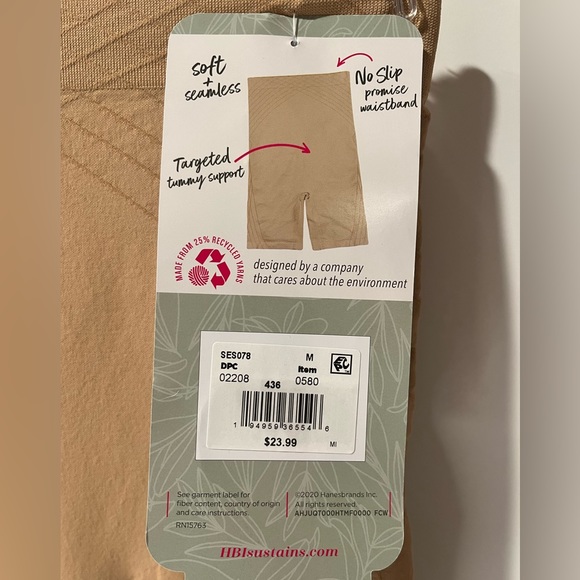 soft
+
seamless
No Slip
promise
waistband
Targeted
tummy support
MADE FROM 25% RECYCLED YARNS
designed by a company
that cares about the environment
SES078 M
DPC Item
02208 436 0580
1 94959 36554 6
$23.99 MI
See garment label for
fiber content, country of origin
and care instructions.
RN15763
©2020 Hanesbrands Inc.
All rights reserved.
AHJUQT000HTMF0000 FCW
HBIsustains.com